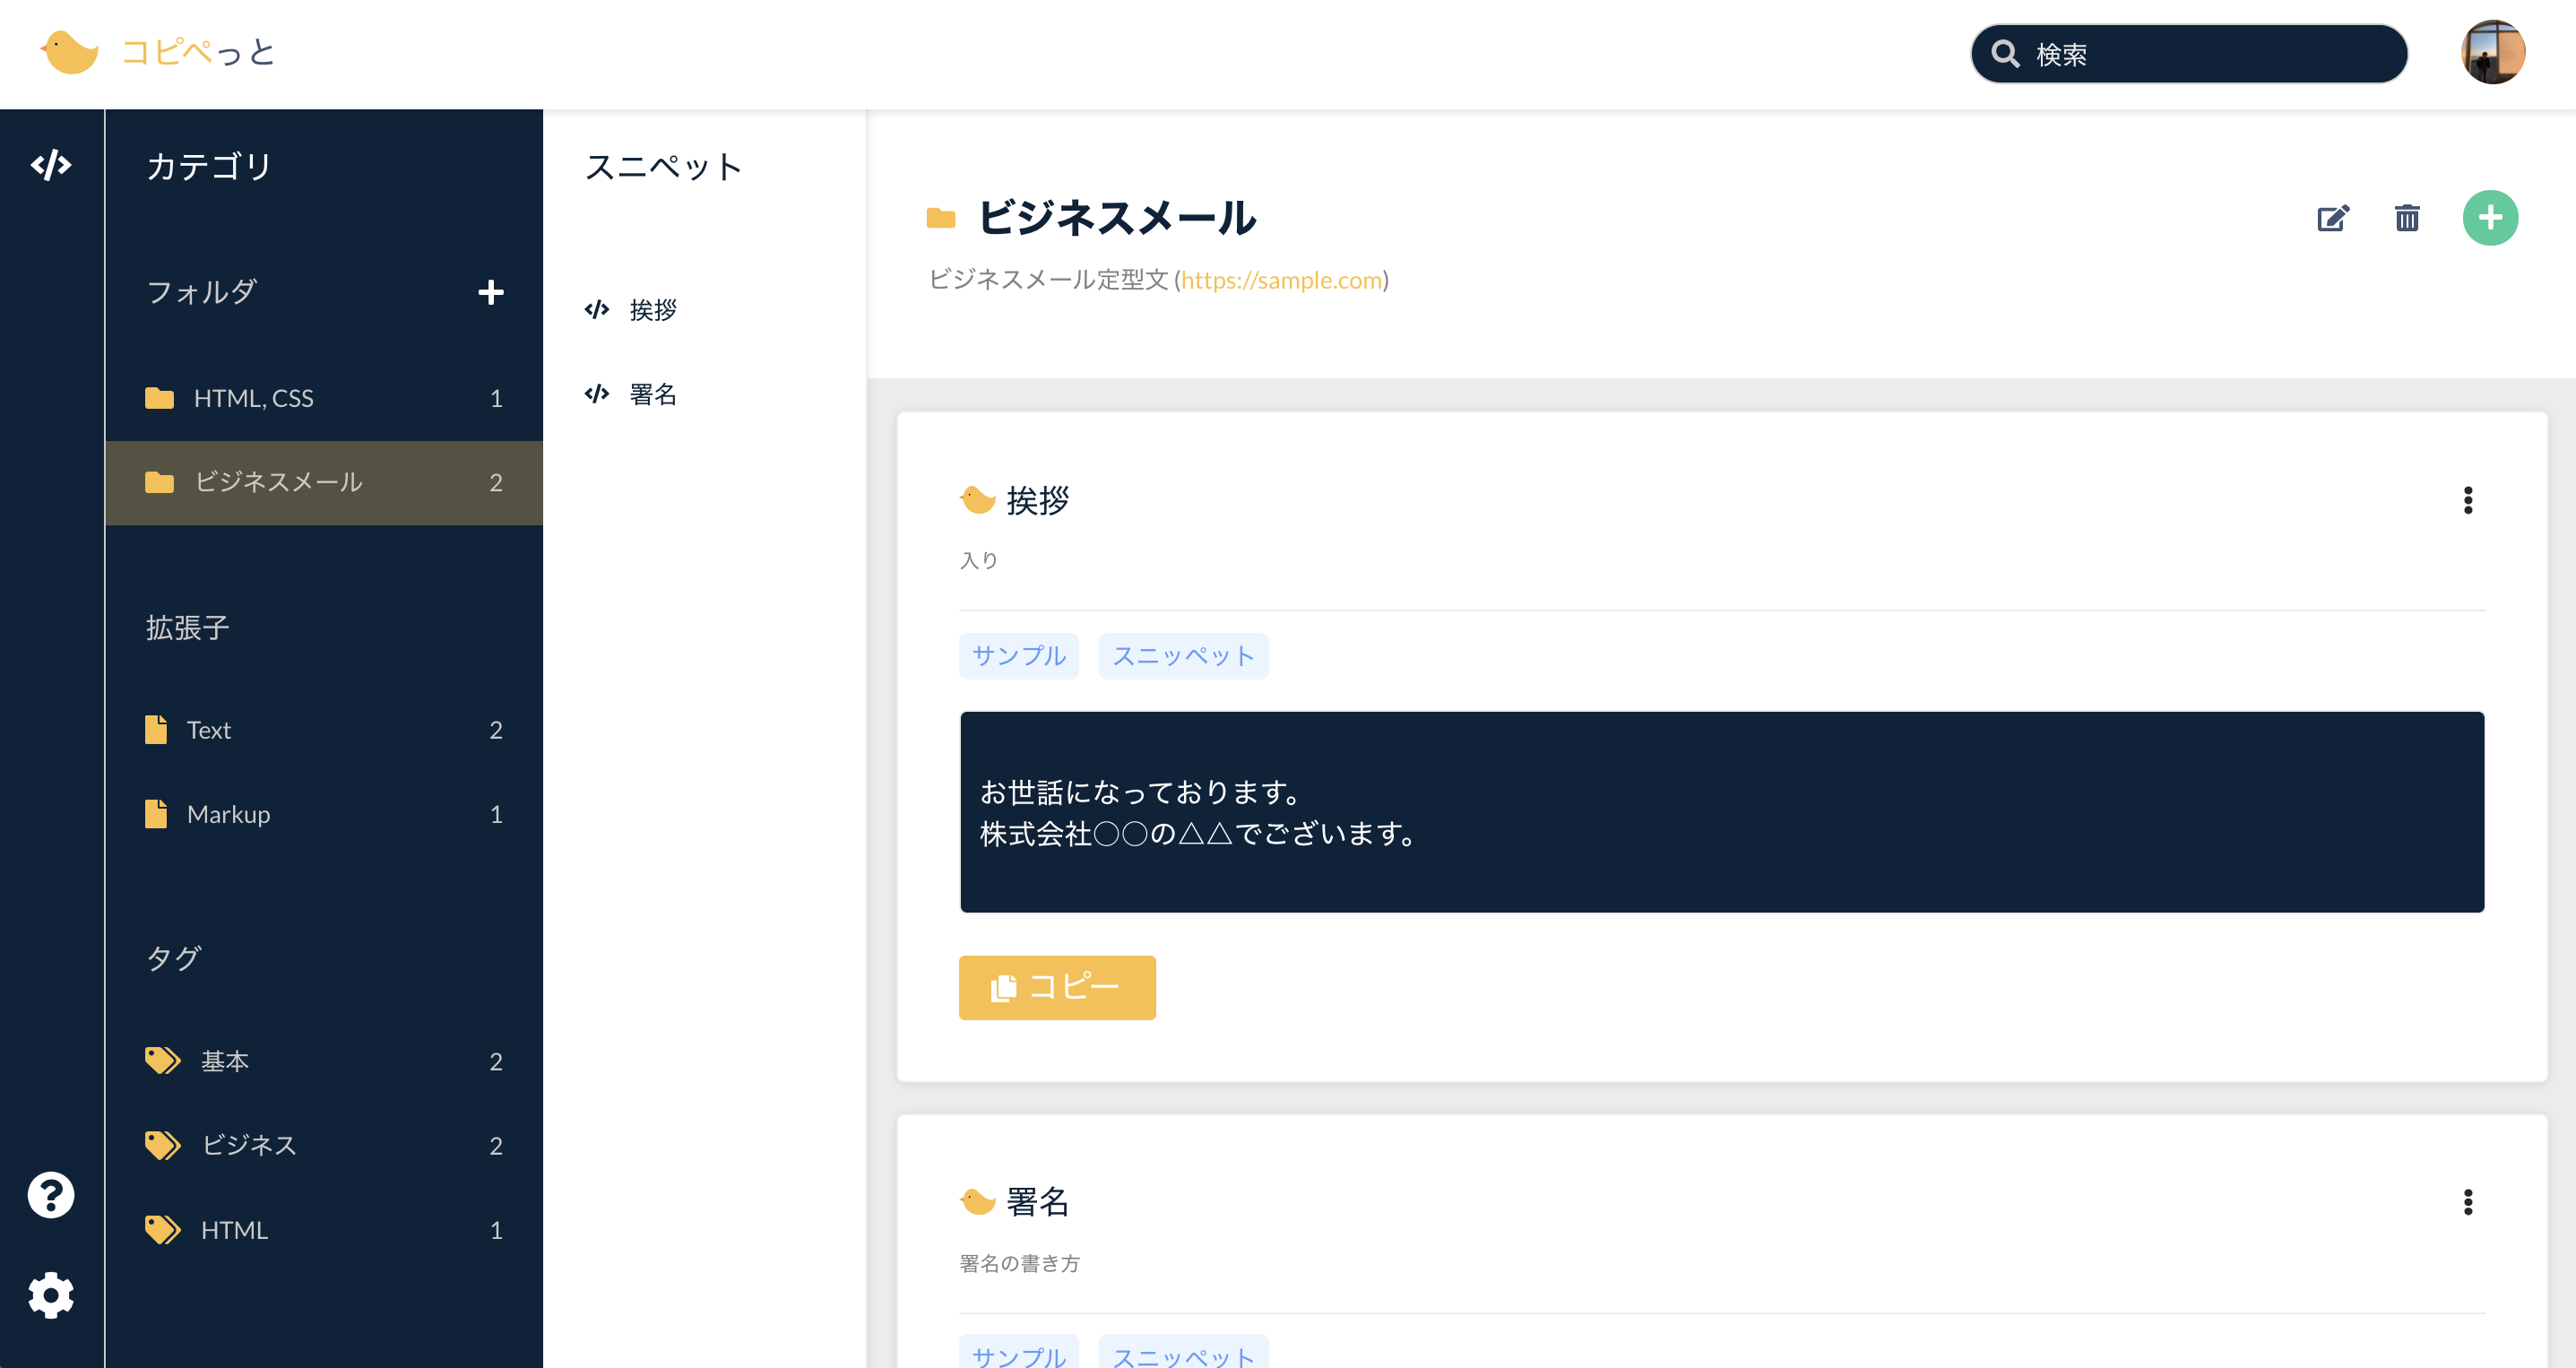 コピペっと
検索
カテゴリ
フォルダ
HTML, CSS 1
ビジネスメール 2
拡張子
Text 2
Markup 1
タグ
基本 2
ビジネス 2
HTML 1
スニペット
挨拶
署名
ビジネスメール
ビジネスメール定型文 (https://sample.com)
挨拶
入り
サンプル スニッペット
お世話になっております。
株式会社○○の△△でございます。
コピー
署名
署名の書き方
サンプル スニッペット